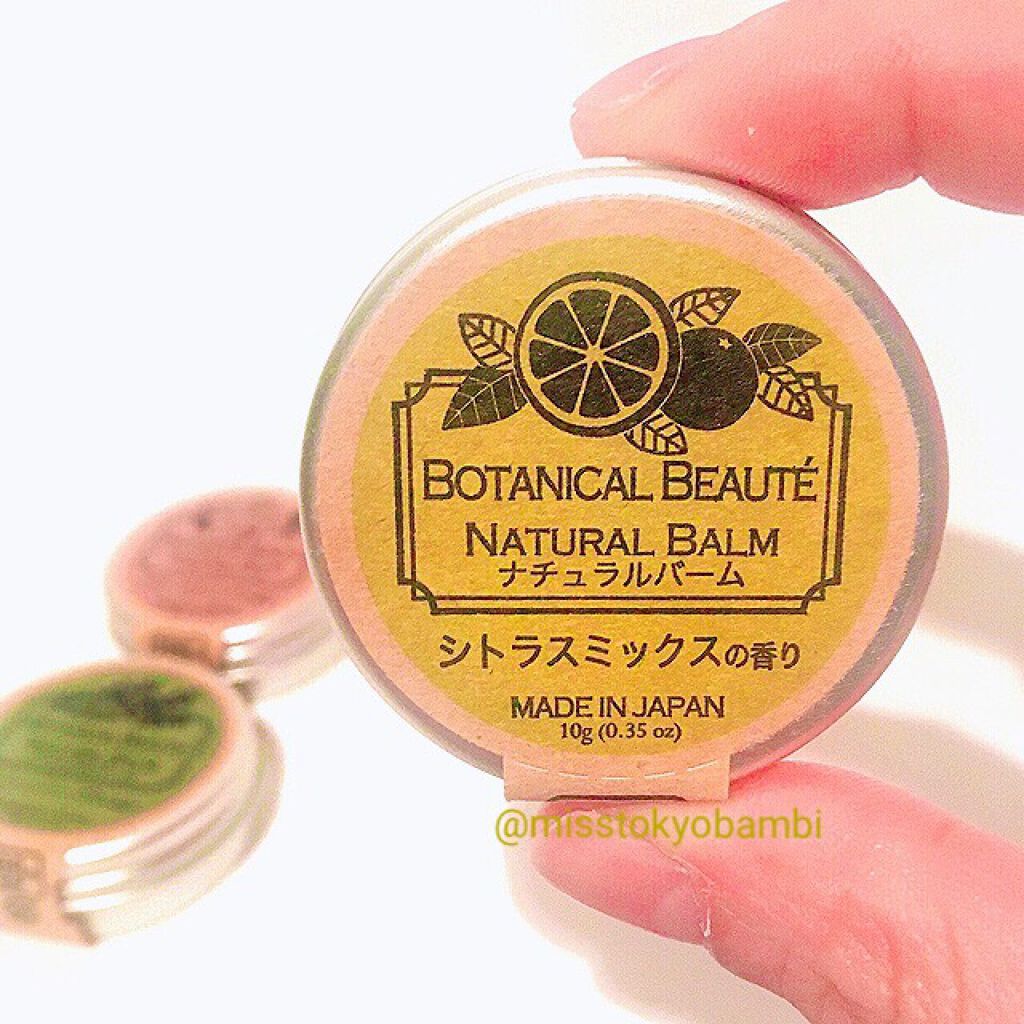 BOTANICAL BEAUTÉ
NATURAL BALM
ナチュラルバーム
シトラスミックスの香り
MADE IN JAPAN
10g (0.35 oz)
@misstokyobambi